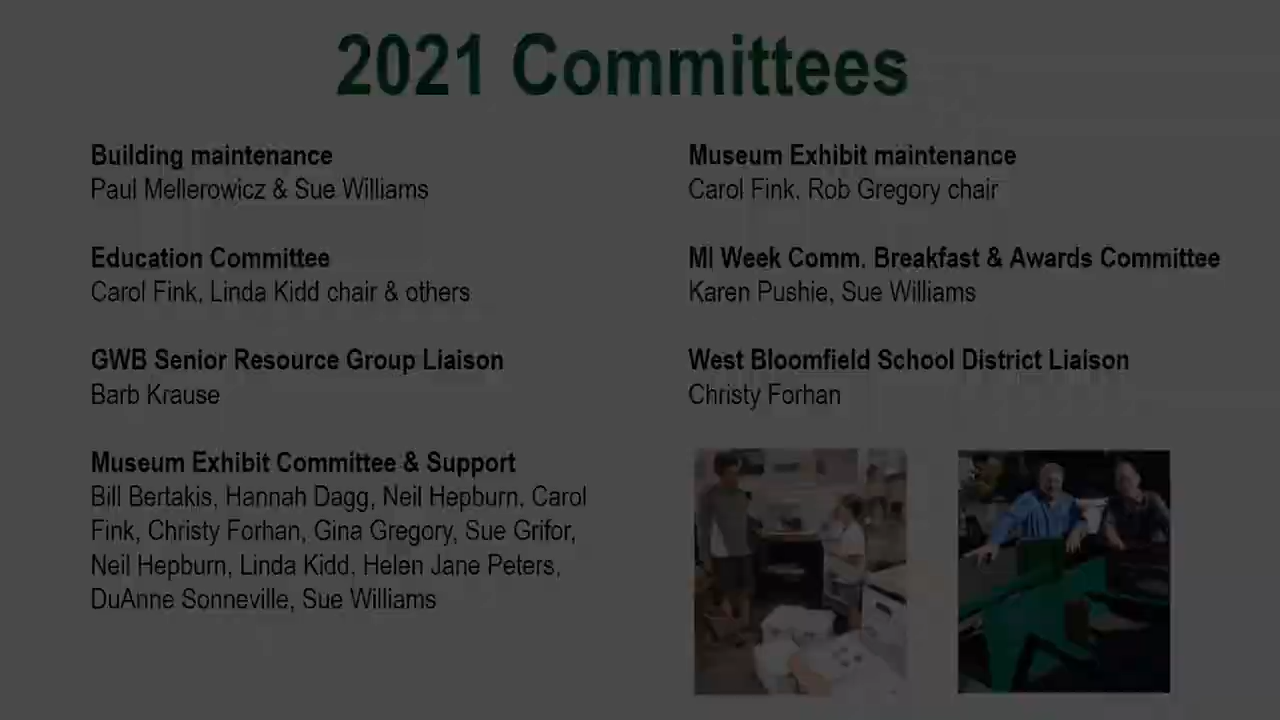 2021 Committees
Building maintenance
Paul Mellerowicz & Sue Williams
Education Committee
Carol Fink, Linda Kidd chair & others
GWB Senior Resource Group Liaison
Barb Krause
Museum Exhibit Committee & Support
Bill Bertakis, Hannah Dagg, Neil Hepburn, Carol
Fink, Christy Forhan, Gina Gregory, Sue Grifor,
Neil Hepburn, Linda Kidd, Helen Jane Peters,
DuAnne Sonneville, Sue Williams
Museum Exhibit maintenance
Carol Fink, Rob Gregory chair
MI Week Comm. Breakfast & Awards Committee
Karen Pushie, Sue Williams
West Bloomfield School District Liaison
Christy Forhan